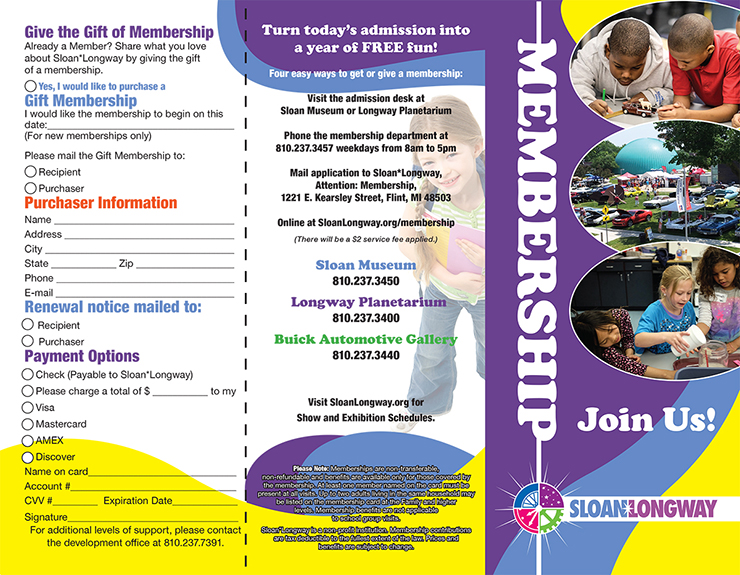 Give the Gift of Membership
Already a Member? Share what you love
about Sloan*Longway by giving the gift
of a membership.
Yes, I would like to purchase a
Gift Membership
I would like the membership to begin on this
date:
(For new memberships only)
Please mail the Gift Membership to:
Recipient
Purchaser
Purchaser Information
Name
Address
City
State Zip
Phone
E-mail
Renewal notice mailed to:
Recipient
Purchaser
Payment Options
Check (Payable to Sloan*Longway)
Please charge a total of $ to my
Visa
Mastercard
AMEX
Discover
Name on card
Account #
CVV # Expiration Date
Signature
For additional levels of support, please contact
the development office at 810.237.7391.
Turn today's admission into
a year of FREE fun!
Four easy ways to get or give a membership:
Visit the admission desk at
Sloan Museum or Longway Planetarium
Phone the membership department at
810.237.3457 weekdays from 8am to 5pm
Mail application to Sloan*Longway,
Attention: Membership,
1221 E. Kearsley Street, Flint, MI 48503
Online at SloanLongway.org/membership
(There will be a $2 service fee applied.)
Sloan Museum
810.237.3450
Longway Planetarium
810.237.3400
Buick Automotive Gallery
810.237.3440
Visit SloanLongway.org for
Show and Exhibition Schedules.
Please Note: Memberships are non-transferable,
non-refundable and benefits are available only for those covered by
the membership. At least one member named on the card must be
present at all visits. Up to two adults living in the same household may
be listed on the membership card at the Family and higher
levels. Membership benefits are not applicable
to school group visits.
Sloan*Longway is a non-profit institution. Membership contributions
are tax deductible to the fullest extent of the law. Prices and
benefits are subject to change.
MEMBERSHIP
Join Us!
SLOAN LONGWAY